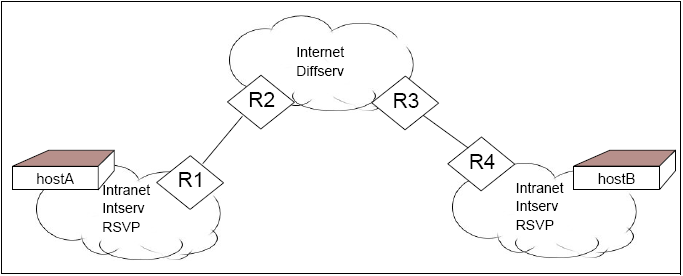 Internet
Diffserv
R2
R3
hostA
R1
Intranet
Intserv
RSVP
R4
hostB
Intranet
Intserv
RSVP